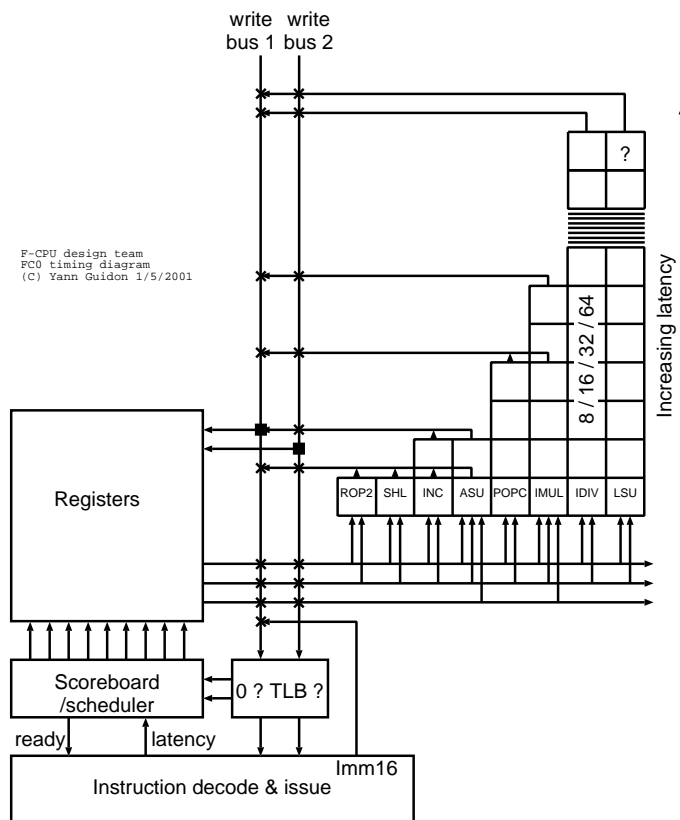 write write
bus 1 bus 2
?
F-CPU design team
FC0 timing diagram
(C) Yann Guidon 1/5/2001
8 / 16 / 32 / 64
Increasing latency
Registers
ROP2 SHL INC ASU POPC IMUL IDIV LSU
Scoreboard
/scheduler
0 ? TLB ?
ready latency
Imm16
Instruction decode & issue